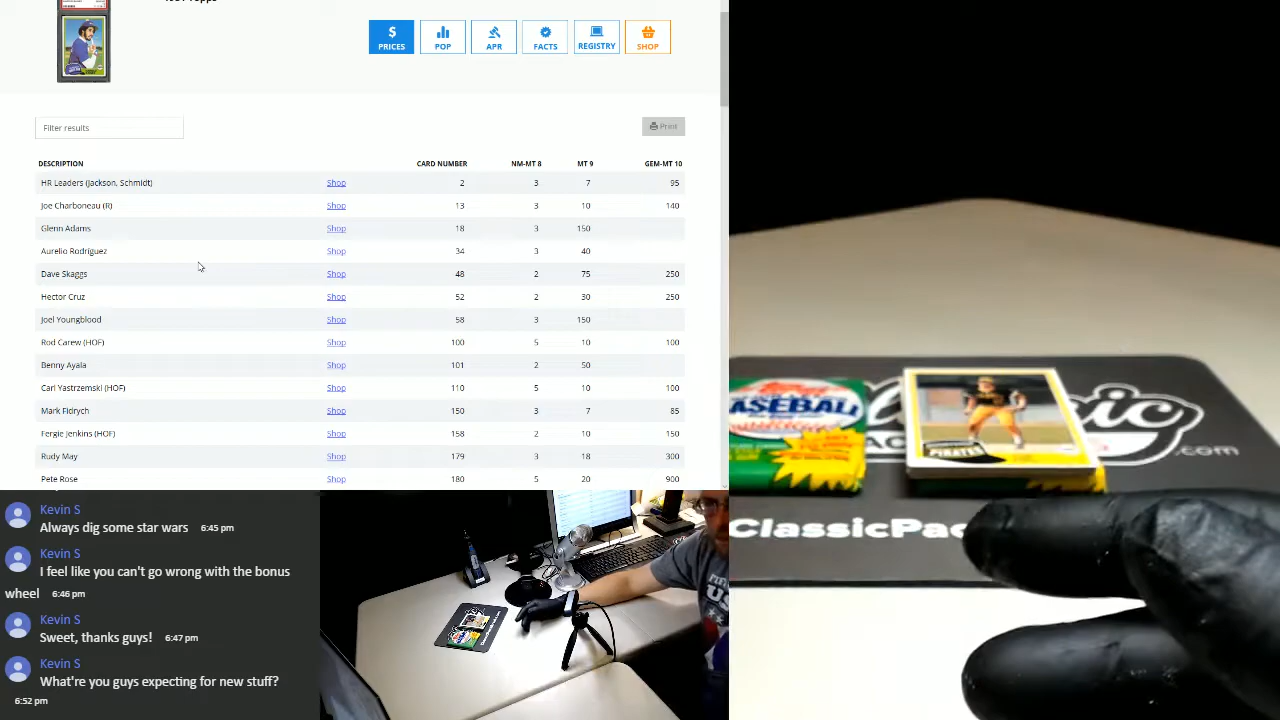 $
PRICES
POP
APR
FACTS
REGISTRY
SHOP
Filter results
Print
DESCRIPTION CARD NUMBER NM-MT 8 MT 9 GEM-MT 10
HR Leaders (Jackson, Schmidt) Shop 2 3 7 95
Joe Charboneau (R) Shop 13 3 10 140
Glenn Adams Shop 18 3 150
Aurelio Rodriguez Shop 34 3 40
Dave Skaggs Shop 48 2 75 250
Hector Cruz Shop 52 2 30 250
Joel Youngblood Shop 58 3 150
Rod Carew (HOF) Shop 100 5 10 100
Benny Ayala Shop 101 2 50
Carl Yastrzemski (HOF) Shop 110 5 10 100
Mark Fidrych Shop 150 3 7 85
Fergie Jenkins (HOF) Shop 158 2 10 150
Rudy May Shop 179 3 18 300
Pete Rose Shop 180 5 20 900
Kevin S
Always dig some star wars 6:45 pm
Kevin S
I feel like you can't go wrong with the bonus
wheel 6:46 pm
Kevin S
Sweet, thanks guys! 6:47 pm
Kevin S
What're you guys expecting for new stuff?
6:52 pm
ASEBALL
PIRATES
ic
.com
ClassicPac